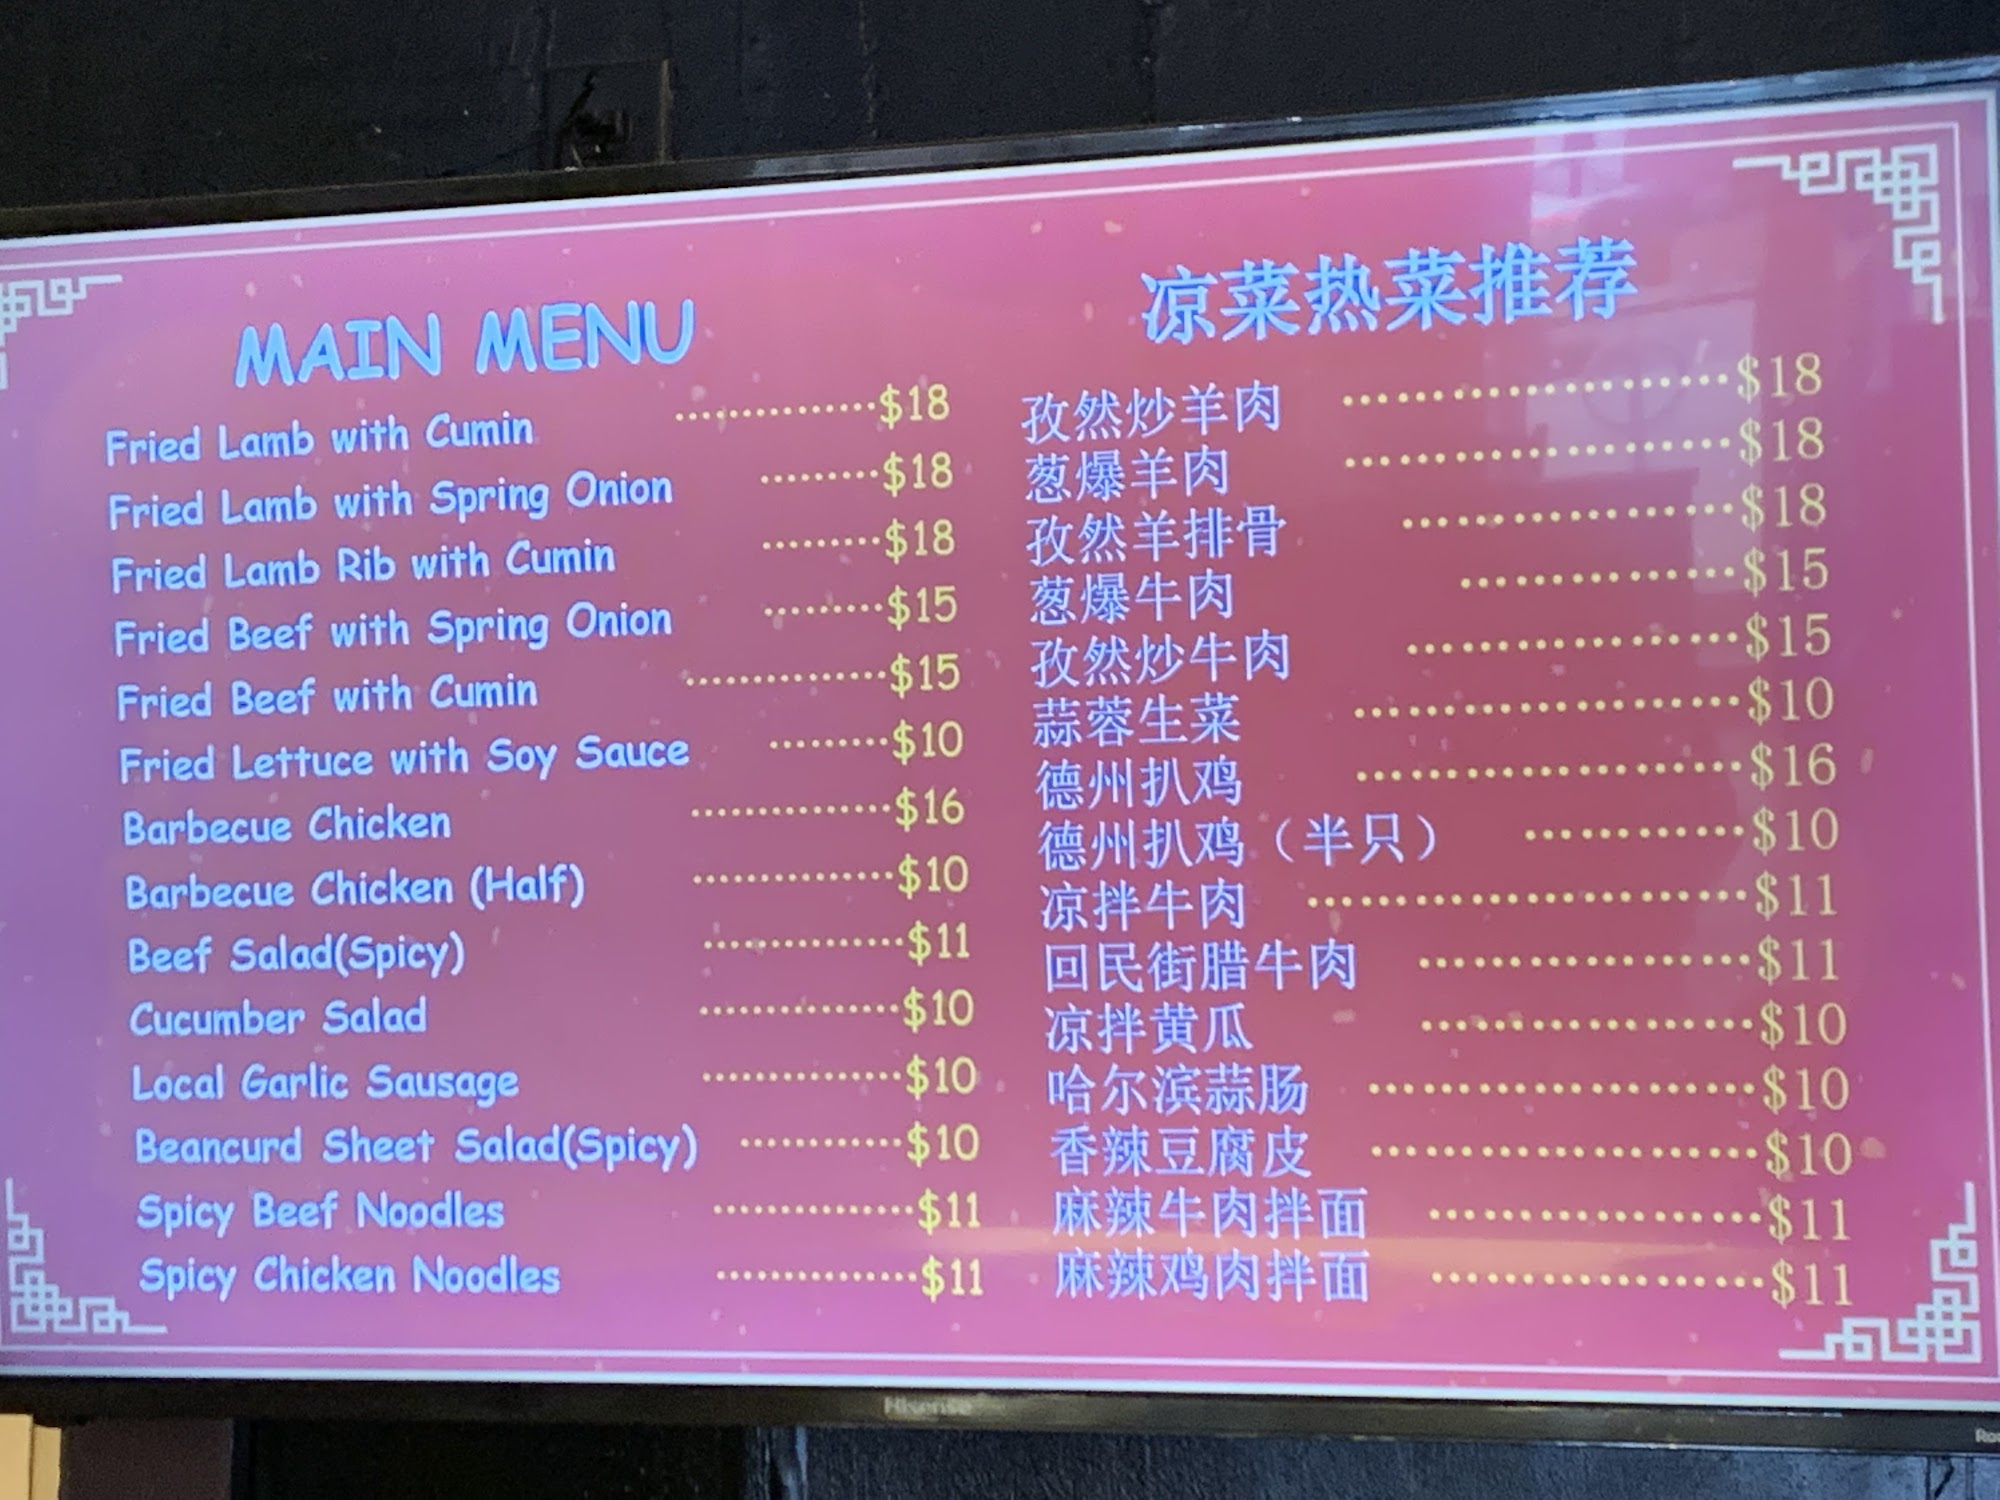 MAIN MENU
Fried Lamb with Cumin ...............$18
Fried Lamb with Spring Onion .........$18
Fried Lamb Rib with Cumin .........$18
Fried Beef with Spring Onion .........$15
Fried Beef with Cumin ...............$15
Fried Lettuce with Soy Sauce .........$10
Barbecue Chicken ...............$16
Barbecue Chicken (Half) ...............$10
Beef Salad(Spicy) ...............$11
Cucumber Salad ...............$10
Local Garlic Sausage ...............$10
Beancurd Sheet Salad(Spicy) ............$10
Spicy Beef Noodles ...............$11
Spicy Chicken Noodles ...............$11
凉菜热菜推荐
孜然炒羊肉 .....................$18
葱爆羊肉 .....................$18
孜然羊排骨 ..................$18
葱爆牛肉 ...............$15
孜然炒牛肉 ..................$15
蒜蓉生菜 .....................$10
德州扒鸡 .....................$16
德州扒鸡（半只） ............$10
凉拌牛肉 ........................$11
回民街腊牛肉 ..................$11
凉拌黄瓜 ..................$10
哈尔滨蒜肠 .....................$10
香辣豆腐皮 .....................$10
麻辣牛肉拌面 ..................$11
麻辣鸡肉拌面 ..................$11
Hisense